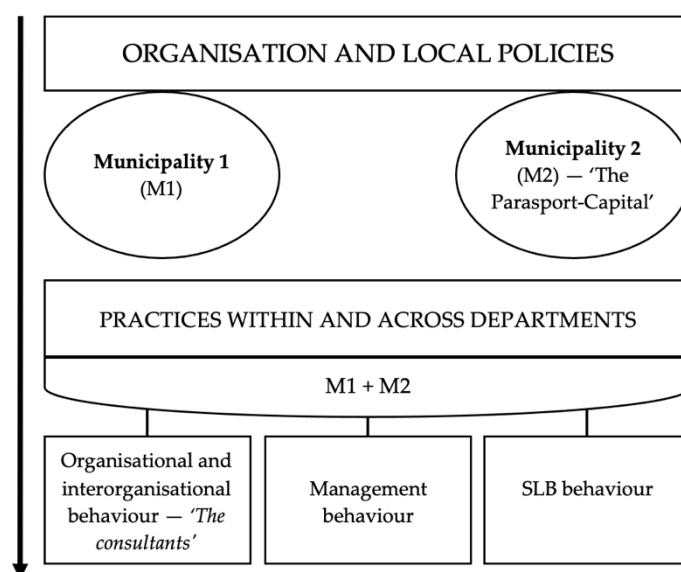 ORGANISATION AND LOCAL POLICIES
Municipality 1
(M1)
Municipality 2
(M2) — ‘The
Parasport-Capital’
PRACTICES WITHIN AND ACROSS DEPARTMENTS
M1 + M2
Organisational and
interorganisational
behaviour — ‘The
consultants’
Management
behaviour
SLB behaviour